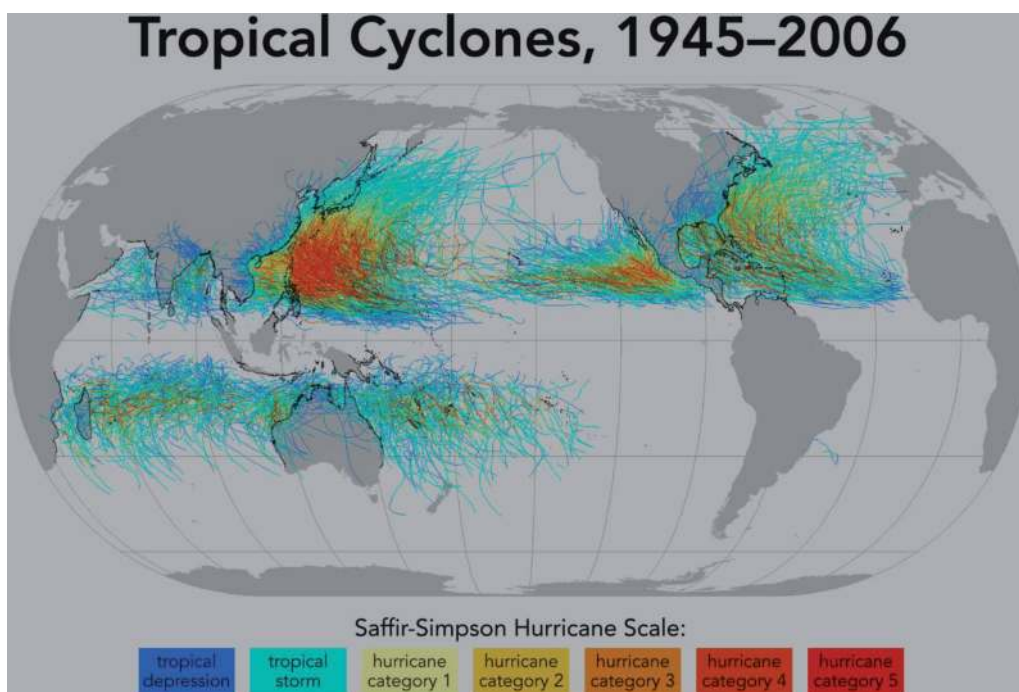 Tropical Cyclones, 1945–2006
Saffir-Simpson Hurricane Scale:
tropical depression
tropical storm
hurricane category 1
hurricane category 2
hurricane category 3
hurricane category 4
hurricane category 5